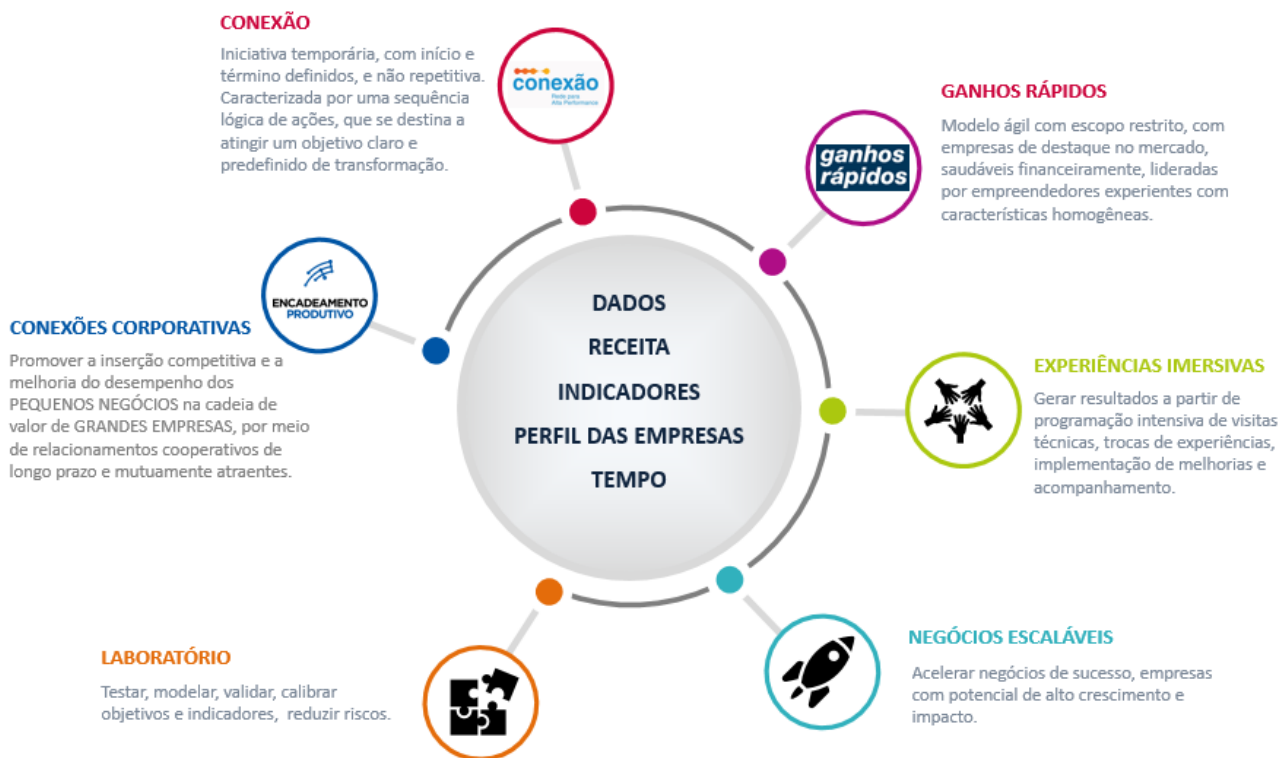 CONEXÃO
Iniciativa temporária, com início e
término definidos, e não repetitiva.
Caracterizada por uma sequência
lógica de ações, que se destina a
atingir um objetivo claro e
predefinido de transformação.
conexão
Rede para
Alta Performance
GANHOS RÁPIDOS
Modelo ágil com escopo restrito, com
empresas de destaque no mercado,
saudáveis financeiramente, lideradas
por empreendedores experientes com
características homogêneas.
ganhos
rápidos
ENCADEAMENTO
PRODUTIVO
CONEXÕES CORPORATIVAS
Promover a inserção competitiva e a
melhoria do desempenho dos
PEQUENOS NEGÓCIOS na cadeia de
valor de GRANDES EMPRESAS, por meio
de relacionamentos cooperativos de
longo prazo e mutuamente atraentes.
DADOS
RECEITA
INDICADORES
PERFIL DAS EMPRESAS
TEMPO
EXPERIÊNCIAS IMERSIVAS
Gerar resultados a partir de
programação intensiva de visitas
técnicas, trocas de experiências,
implementação de melhorias e
acompanhamento.
LABORATÓRIO
Testar, modelar, validar, calibrar
objetivos e indicadores, reduzir riscos.
NEGÓCIOS ESCALÁVEIS
Acelerar negócios de sucesso, empresas
com potencial de alto crescimento e
impacto.